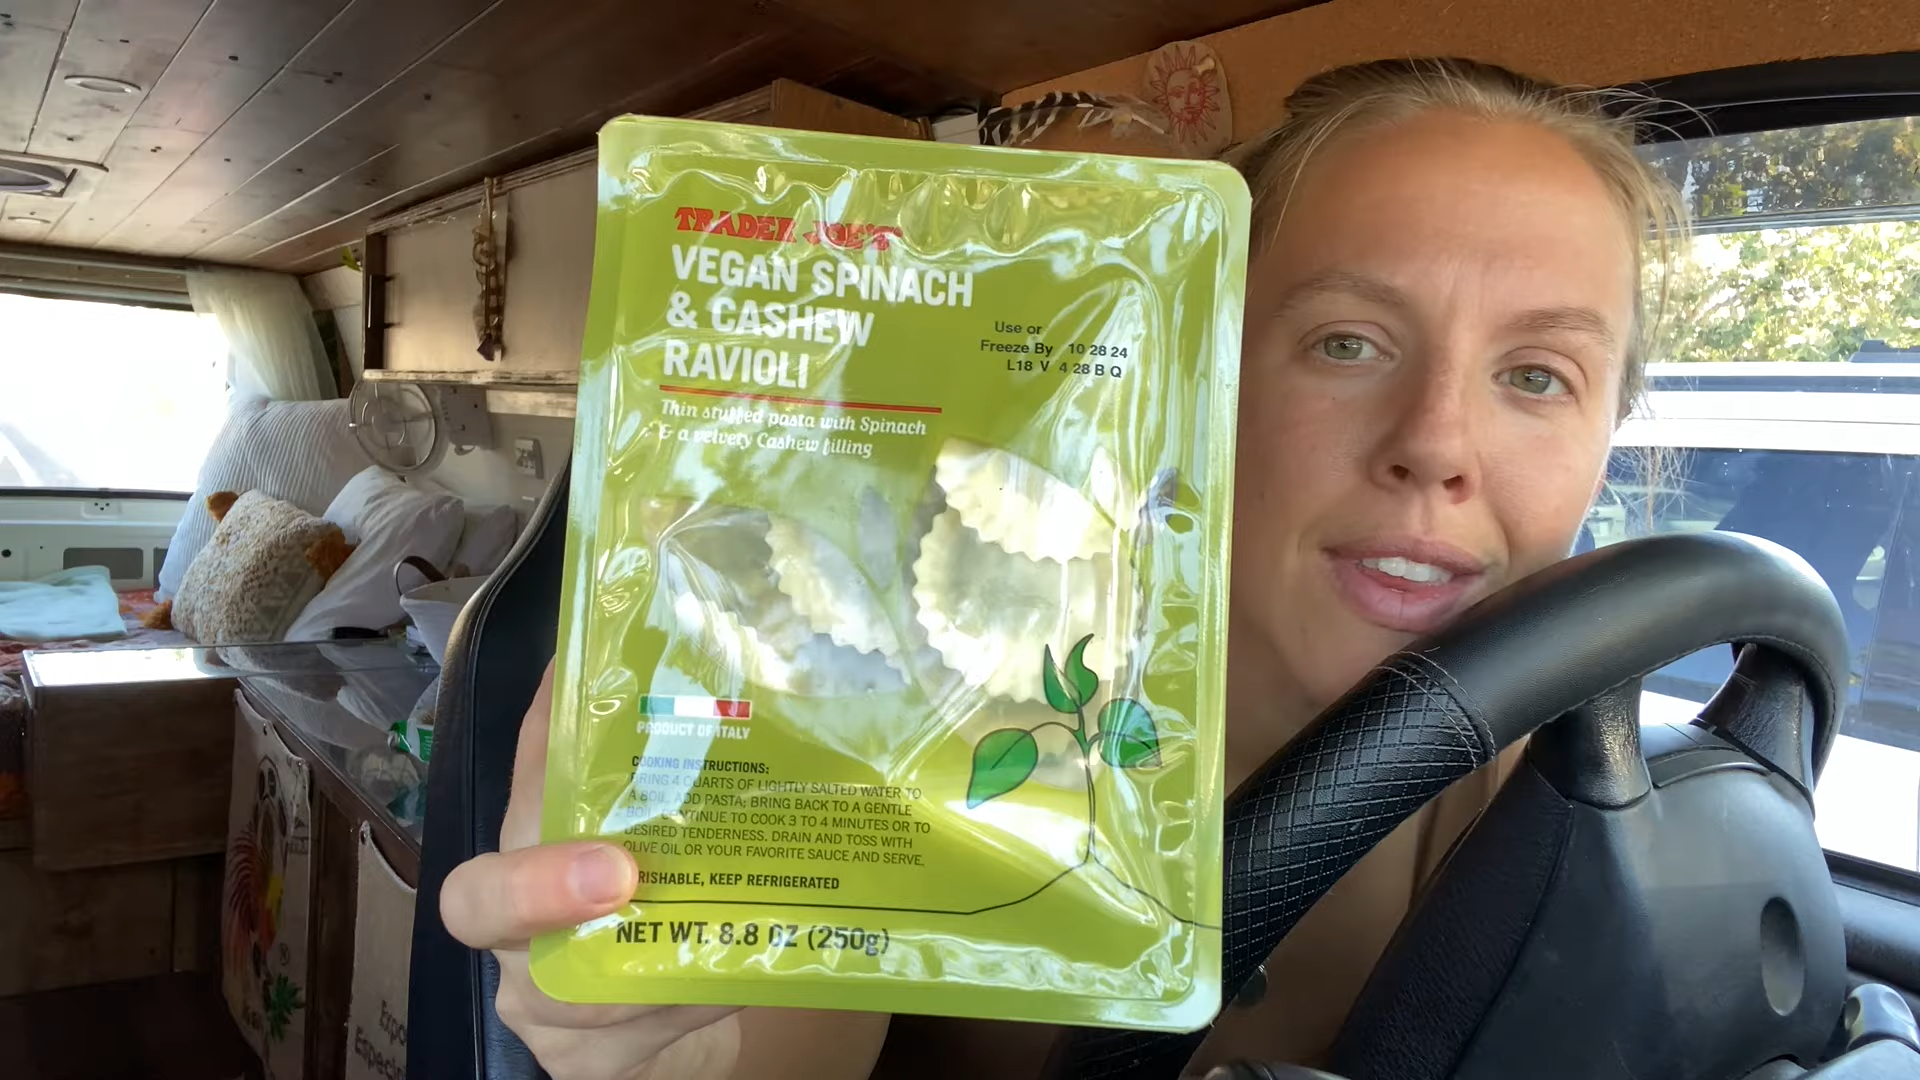 TRADER JOE'S
VEGAN SPINACH
& CASHEW
RAVIOLI
Thin stuffed pasta with Spinach
& a velvety Cashew filling
Use or
Freeze By 10 28 24
L18 V 4 28 B Q
PRODUCT OF ITALY
COOKING INSTRUCTIONS:
BRING 4 QUARTS OF LIGHTLY SALTED WATER TO
A BOIL. ADD PASTA; BRING BACK TO A GENTLE
BOIL. CONTINUE TO COOK 3 TO 4 MINUTES OR TO
DESIRED TENDERNESS. DRAIN AND TOSS WITH
OLIVE OIL OR YOUR FAVORITE SAUCE AND SERVE.
RISHABLE, KEEP REFRIGERATED
NET WT. 8.8 OZ (250g)